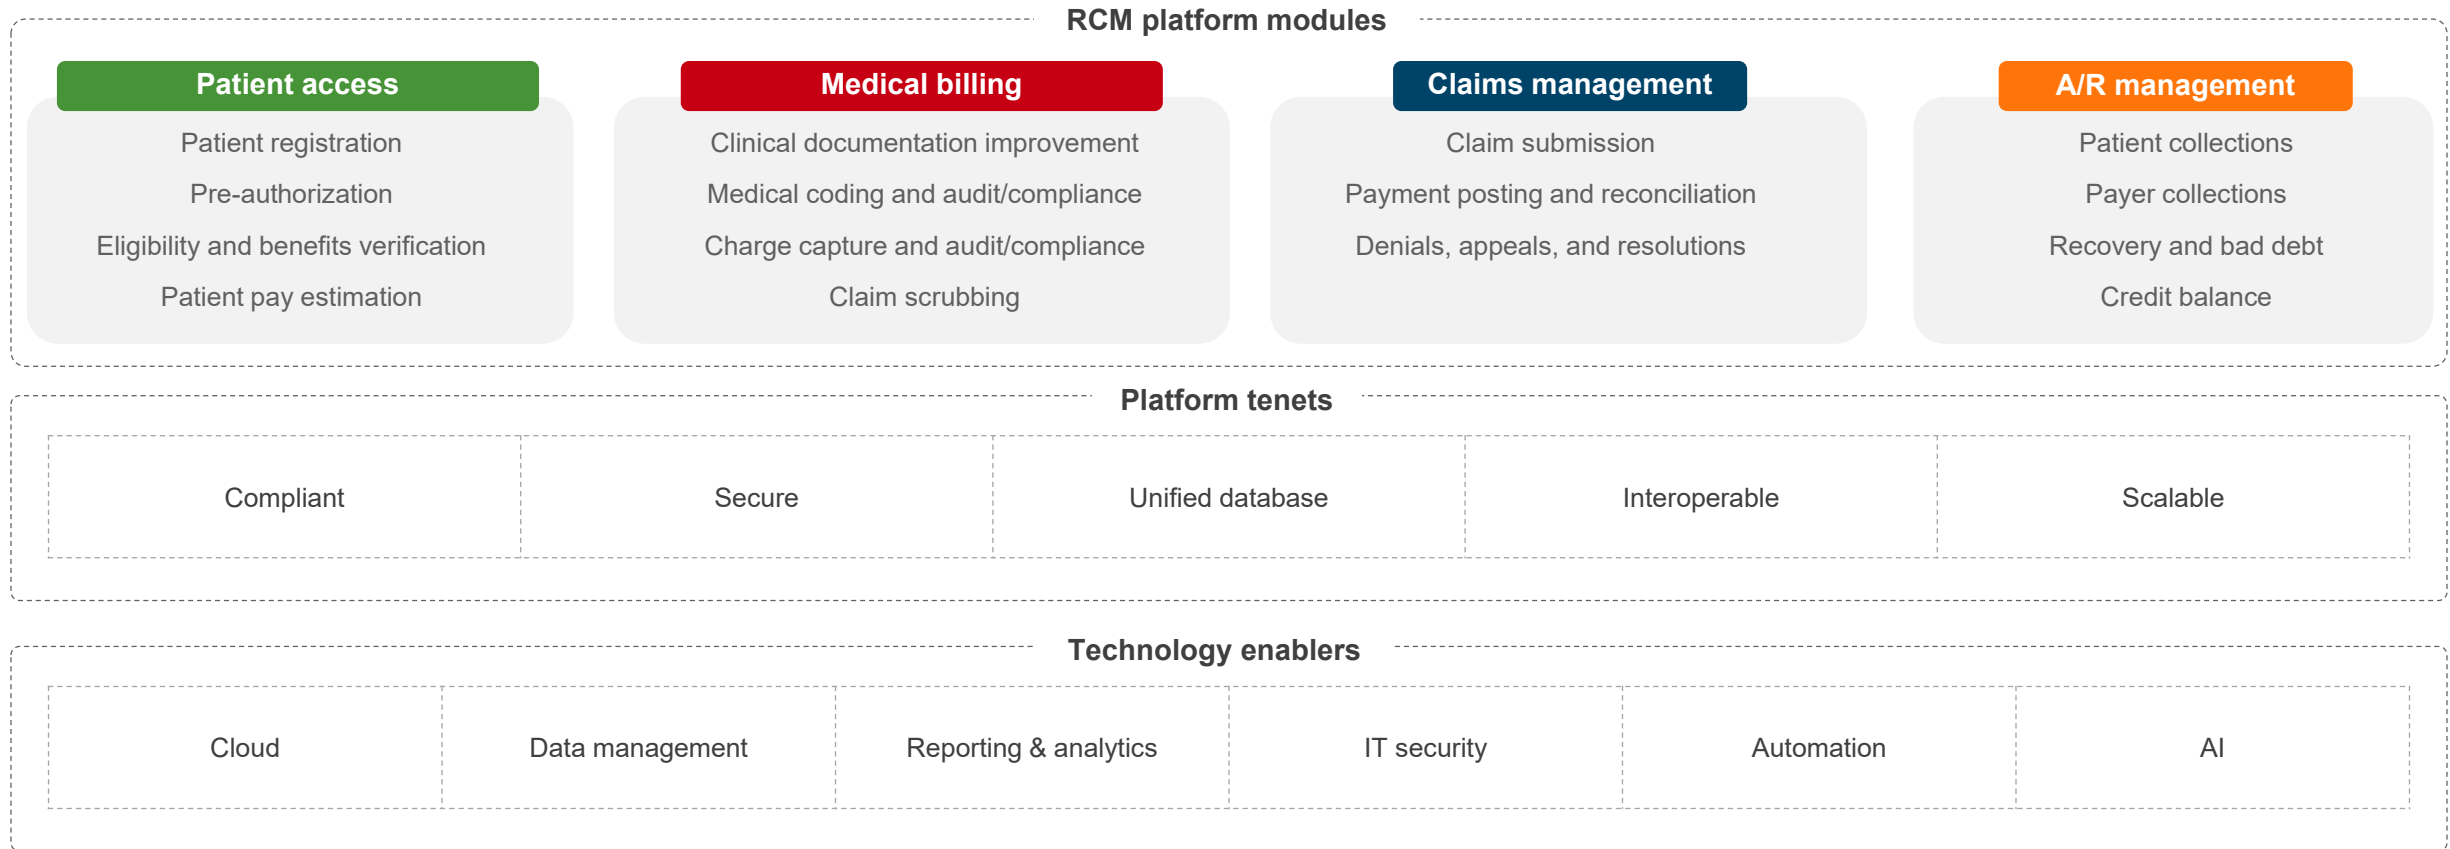 RCM platform modules
Patient access
Patient registration
Pre-authorization
Eligibility and benefits verification
Patient pay estimation
Medical billing
Clinical documentation improvement
Medical coding and audit/compliance
Charge capture and audit/compliance
Claim scrubbing
Claims management
Claim submission
Payment posting and reconciliation
Denials, appeals, and resolutions
A/R management
Patient collections
Payer collections
Recovery and bad debt
Credit balance
Platform tenets
Compliant
Secure
Unified database
Interoperable
Scalable
Technology enablers
Cloud
Data management
Reporting & analytics
IT security
Automation
AI